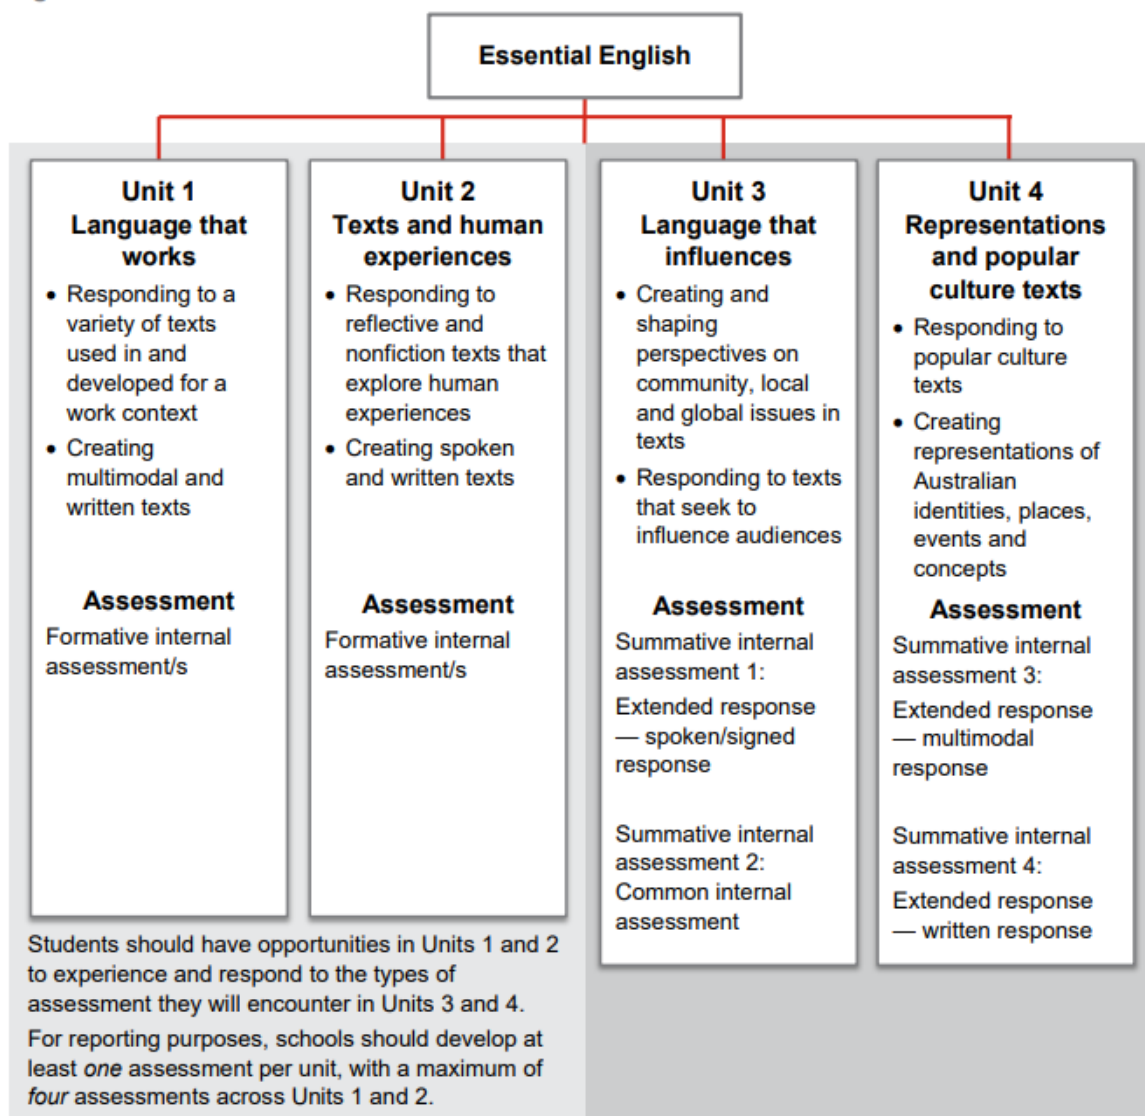 Essential English
Unit 1
Language that
works
• Responding to a
variety of texts
used in and
developed for a
work context
• Creating
multimodal and
written texts
Assessment
Formative internal
assessment/s
Unit 2
Texts and human
experiences
• Responding to
reflective and
nonfiction texts that
explore human
experiences
• Creating spoken
and written texts
Assessment
Formative internal
assessment/s
Students should have opportunities in Units 1 and 2
to experience and respond to the types of
assessment they will encounter in Units 3 and 4.
For reporting purposes, schools should develop at
least one assessment per unit, with a maximum of
four assessments across Units 1 and 2.
Unit 3
Language that
influences
• Creating and
shaping
perspectives on
community, local
and global issues in
texts
• Responding to texts
that seek to
influence audiences
Assessment
Summative internal
assessment 1:
Extended response
— spoken/signed
response
Summative internal
assessment 2:
Common internal
assessment
Unit 4
Representations
and popular
culture texts
• Responding to
popular culture
texts
• Creating
representations of
Australian
identities, places,
events and
concepts
Assessment
Summative internal
assessment 3:
Extended response
— multimodal
response
Summative internal
assessment 4:
Extended response
— written response